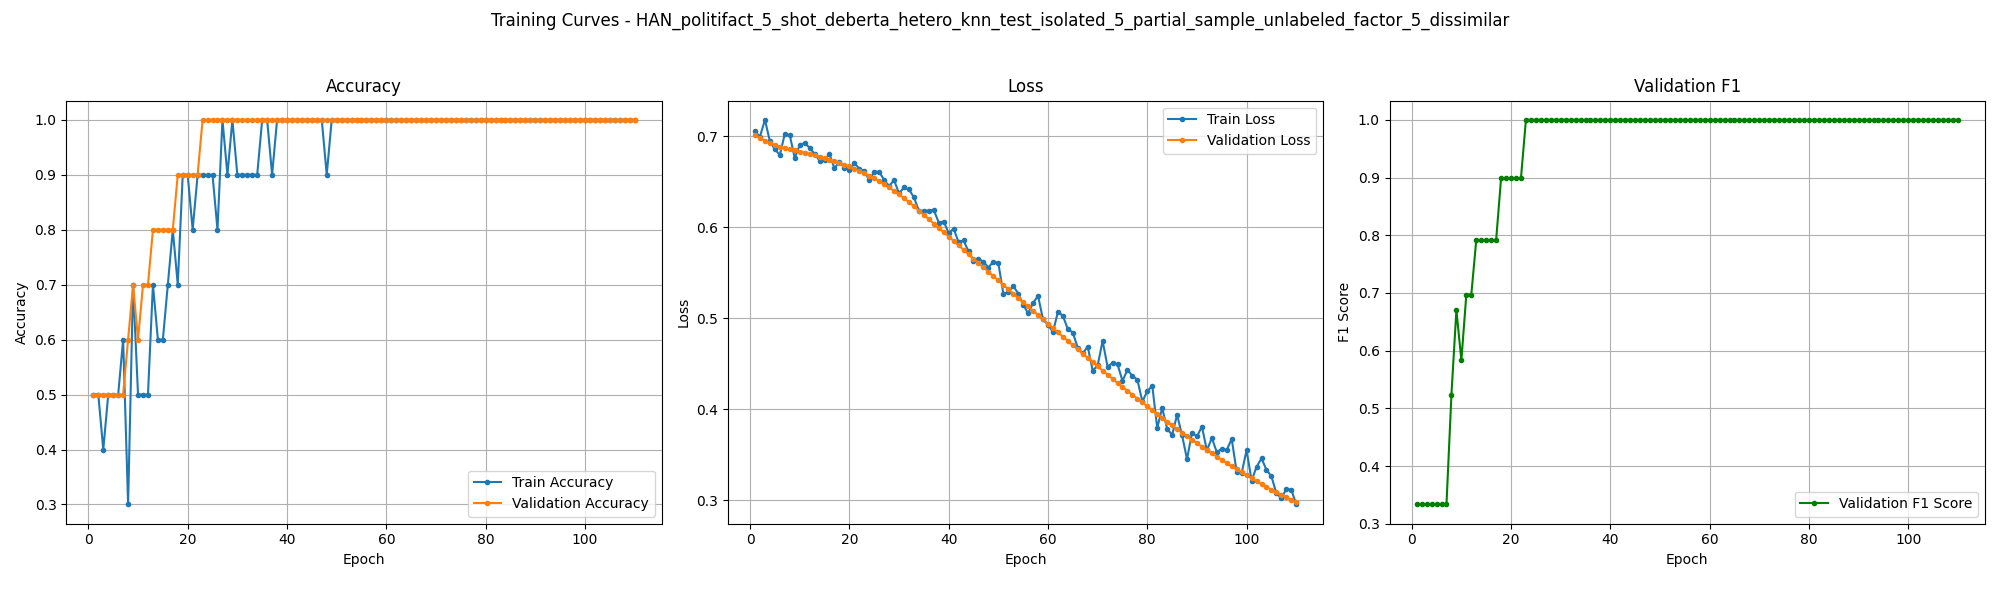 Training Curves - HAN_politifact_5_shot_deberta_hetero_knn_test_isolated_5_partial_sample_unlabeled_factor_5_dissimilar
Accuracy
1.0
0.9
0.8
0.7
0.6
0.5
0.4
0.3
Accuracy
0 20 40 60 80 100
Epoch
Train Accuracy
Validation Accuracy
Loss
0.7
0.6
0.5
0.4
0.3
Loss
0 20 40 60 80 100
Epoch
Train Loss
Validation Loss
Validation F1
1.0
0.9
0.8
0.7
0.6
0.5
0.4
0.3
F1 Score
0 20 40 60 80 100
Epoch
Validation F1 Score